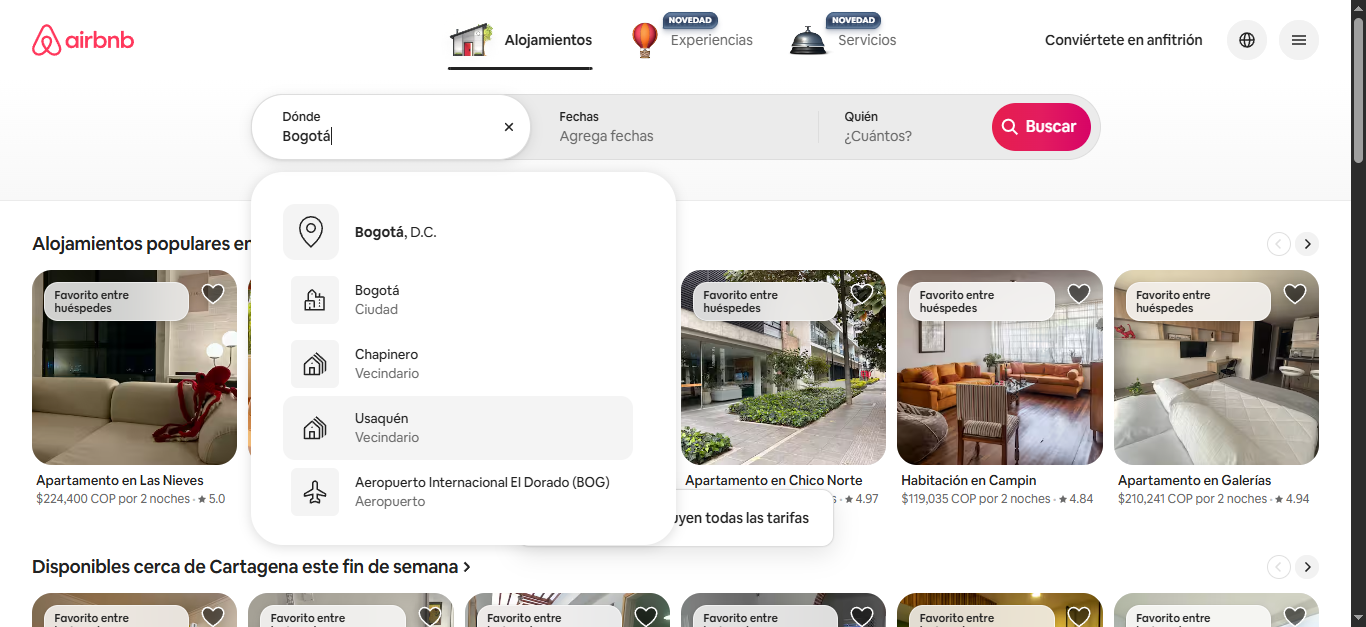 airbnb
Alojamientos
NOVEDAD
Experiencias
NOVEDAD
Servicios
Conviértete en anfitrión
Dónde
Bogotá
Fechas
Agrega fechas
Quién
¿Cuántos?
Buscar
Bogotá, D.C.
Bogotá
Ciudad
Chapinero
Vecindario
Usaquén
Vecindario
Aeropuerto Internacional El Dorado (BOG)
Aeropuerto
Alojamientos populares en
Favorito entre
huéspedes
Favorito entre
huéspedes
Favorito entre
huéspedes
Favorito entre
huéspedes
Apartamento en Las Nieves
$224,400 COP por 2 noches · ★ 5.0
Apartamento en Chico Norte
★ 4.97
Habitación en Campin
$119,035 COP por 2 noches · ★ 4.84
Apartamento en Galerías
$210,241 COP por 2 noches · ★ 4.94
todas las tarifas
Disponibles cerca de Cartagena este fin de semana
Favorito entre
Favorito entre
Favorito entre
Favorito entre
Favorito entre
Favorito entre